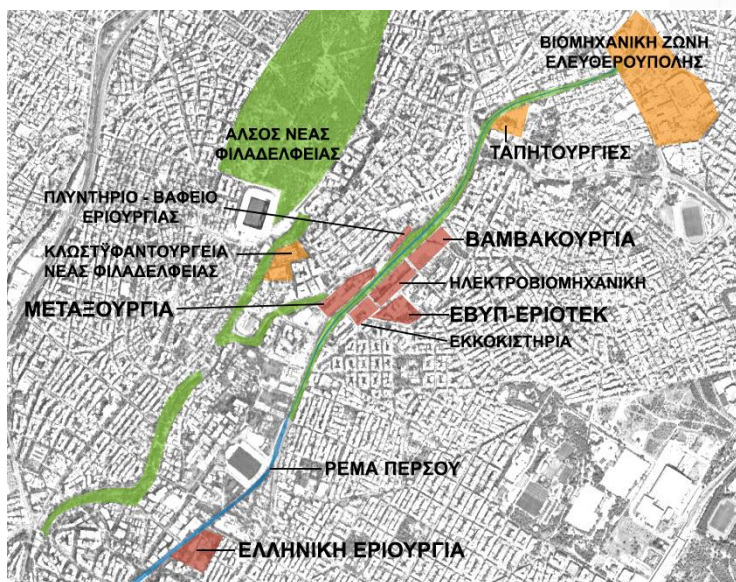 ΒΙΟΜΗΧΑΝΙΚΗ ΖΩΝΗ
ΕΛΕΥΘΕΡΟΥΠΟΛΗΣ
ΑΛΣΟΣ ΝΕΑΣ
ΦΙΛΑΔΕΛΦΕΙΑΣ
ΤΑΠΗΤΟΥΡΓΙΕΣ
ΠΛΥΝΤΗΡΙΟ - ΒΑΦΕΙΟ
ΕΡΙΟΥΡΓΙΑΣ
ΒΑΜΒΑΚΟΥΡΓΙΑ
ΚΛΩΣΤΫΦΑΝΤΟΥΡΓΕΙΑ
ΝΕΑΣ ΦΙΛΑΔΕΛΦΕΙΑΣ
ΗΛΕΚΤΡΟΒΙΟΜΗΧΑΝΙΚΗ
ΜΕΤΑΞΟΥΡΓΙΑ
ΕΒΥΠ-ΕΡΙΟΤΕΚ
ΕΚΚΟΚΙΣΤΗΡΙΑ
ΡΕΜΑ ΠΕΡΣΟΥ
ΕΛΛΗΝΙΚΗ ΕΡΙΟΥΡΓΙΑ